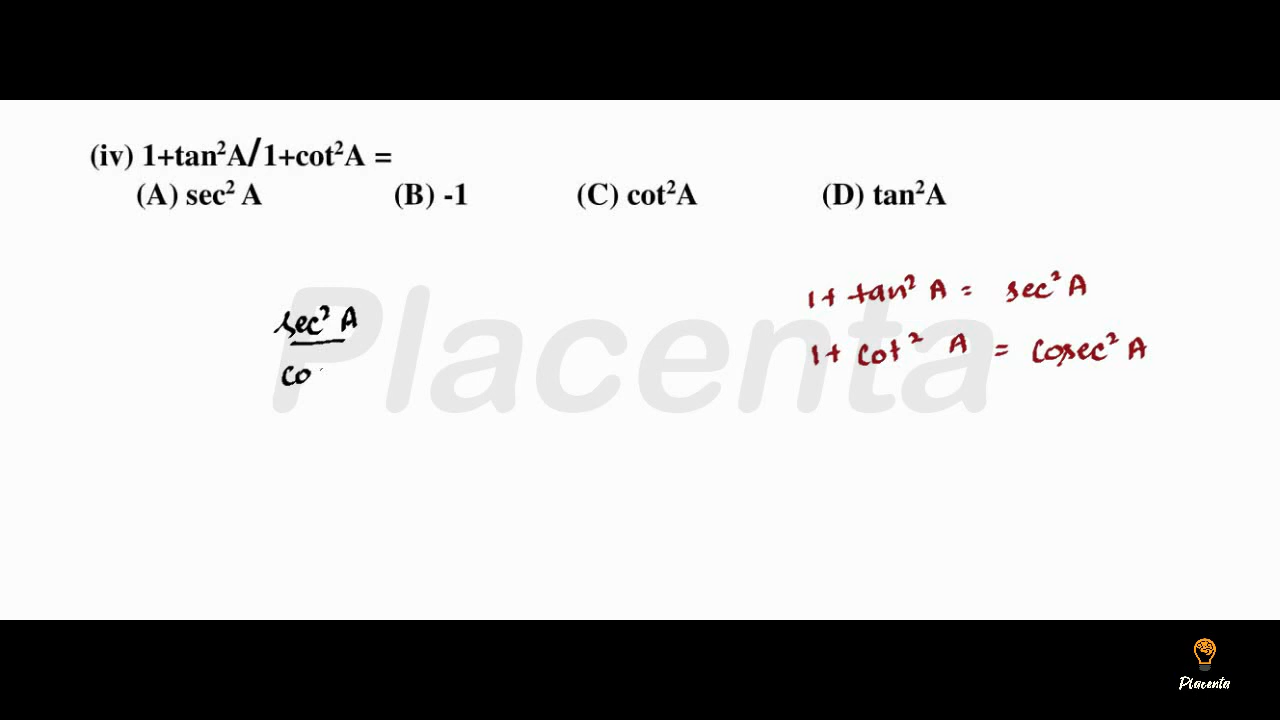 (iv) 1+tan²A/1+cot²A =
(A) sec² A (B) -1 (C) cot²A (D) tan²A
Placenta
1 + tan² A = sec² A
sec² A
1 + cot² A = cosec² A
co
Placenta